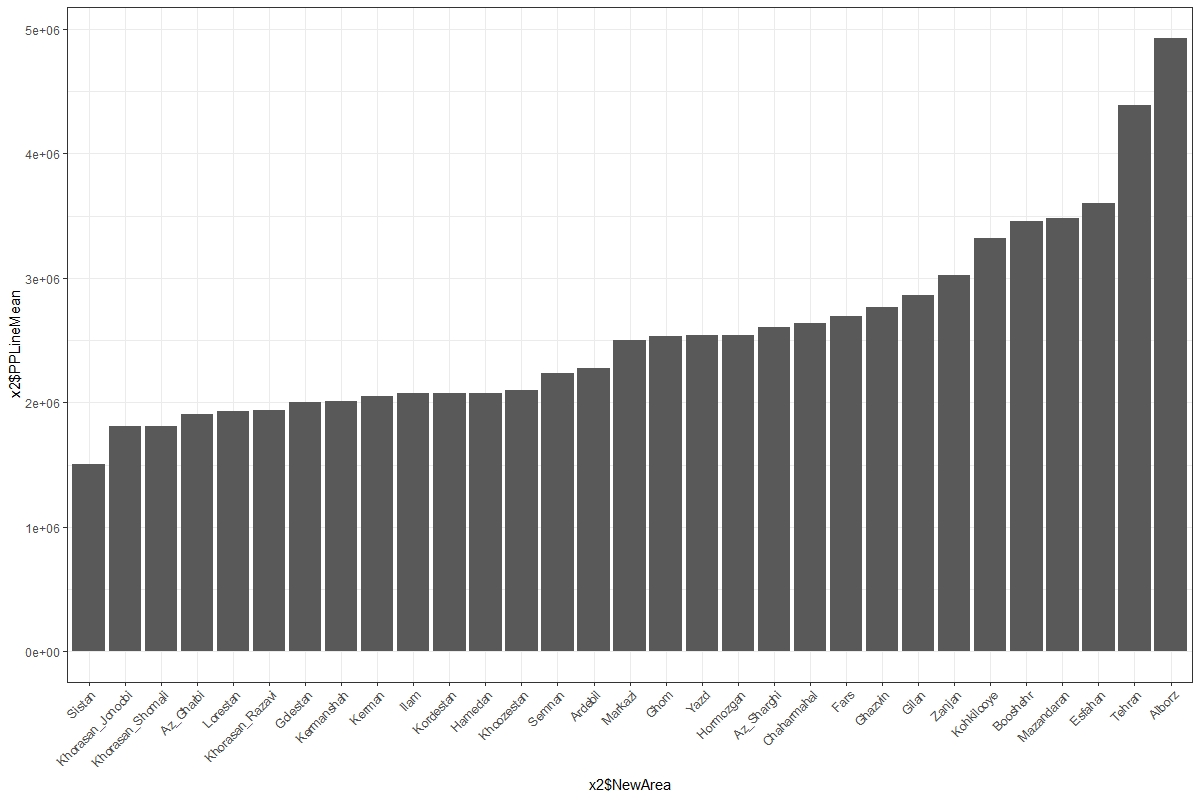 5e+06
4e+06
3e+06
2e+06
1e+06
0e+00
x2$PPLineMean
Sistan
Khorasan_Jonoobi
Khorasan_Shomali
Az_Gharbi
Lorestan
Khorasan_Razavi
Golestan
Kermanshah
Kerman
Ilam
Kordestan
Hamedan
Khoozestan
Semnan
Ardebil
Markazi
Ghom
Yazd
Hormozgan
Az_Sharghi
Chaharmahal
Fars
Ghazvin
Gilan
Zanjan
Kohkilooye
Booshehr
Mazandaran
Esfahan
Tehran
Alborz
x2$NewArea